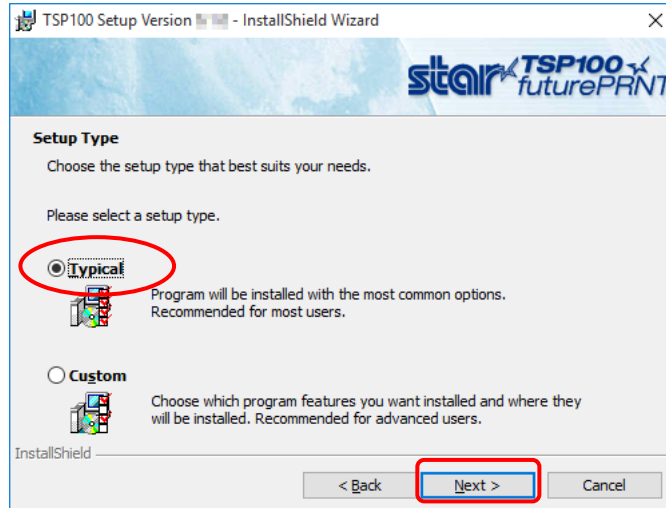 TSP100 Setup Version - InstallShield Wizard
star TSP100
futurePRNT
Setup Type
Choose the setup type that best suits your needs.
Please select a setup type.
Typical
Program will be installed with the most common options.
Recommended for most users.
Custom
Choose which program features you want installed and where they
will be installed. Recommended for advanced users.
InstallShield
< Back Next > Cancel